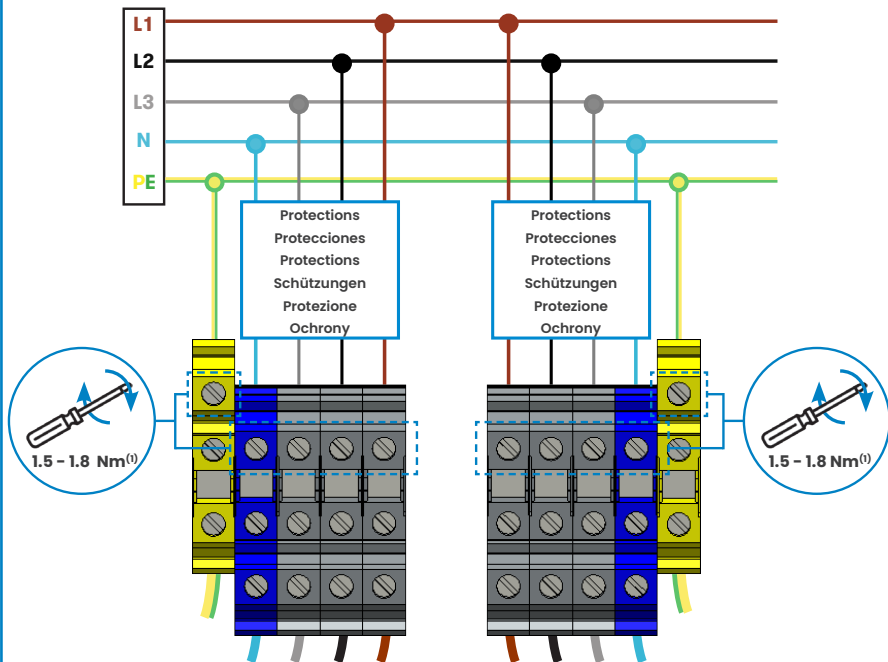 L1
L2
L3
N
PE
Protections
Protecciones
Protections
Schützungen
Protezione
Ochrony
Protections
Protecciones
Protections
Schützungen
Protezione
Ochrony
1.5 - 1.8 Nm(1)
1.5 - 1.8 Nm(1)